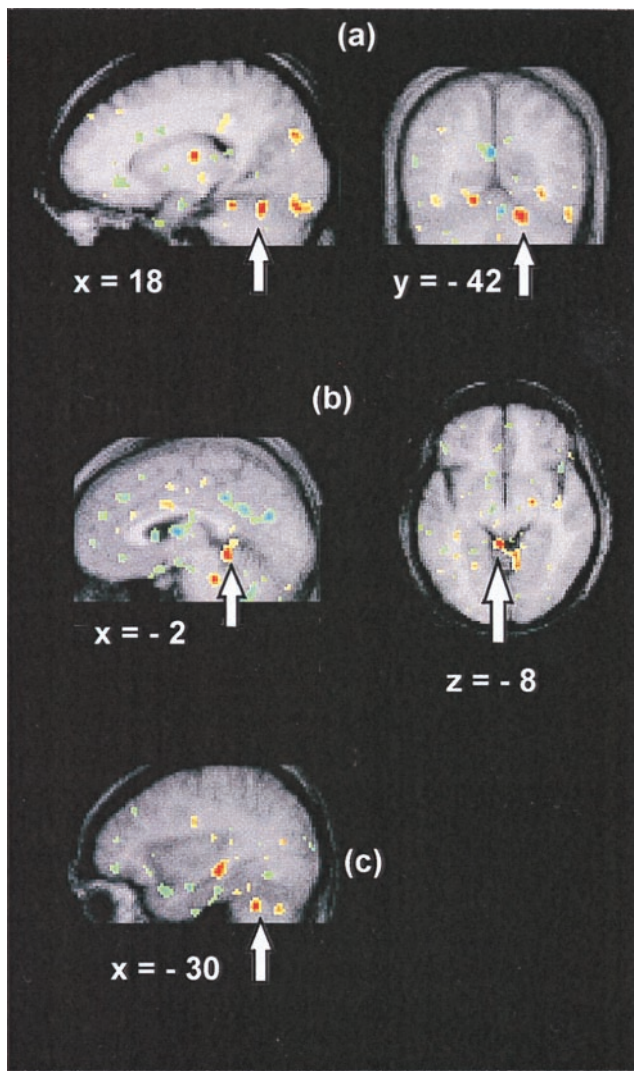 (a)
x = 18
y = - 42
(b)
x = - 2
z = - 8
(c)
x = - 30